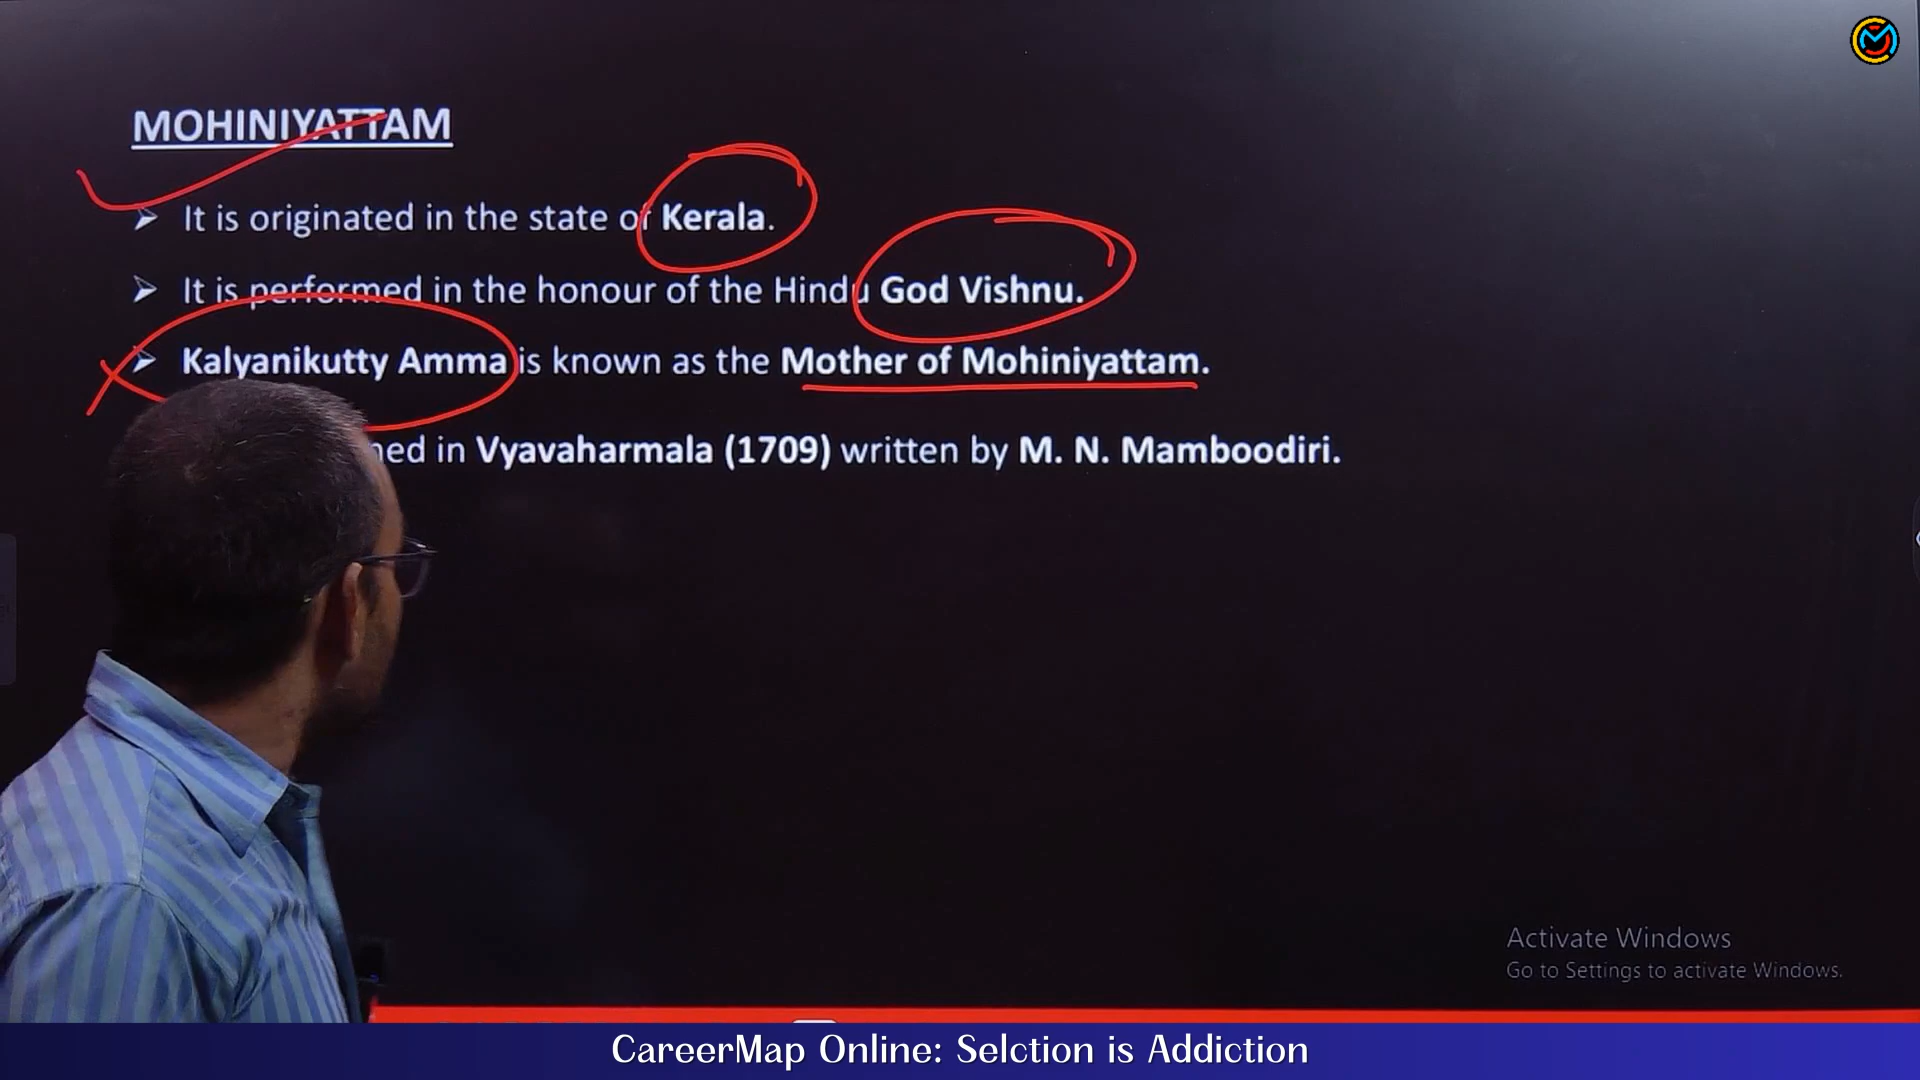 MOHINIYATTAM
It is originated in the state of Kerala.
It is performed in the honour of the Hindu God Vishnu.
Kalyanikutty Amma is known as the Mother of Mohiniyattam.
in Vyavaharmala (1709) written by M. N. Mamboodiri.
Activate Windows
Go to Settings to activate Windows.
CareerMap Online: Selction is Addiction